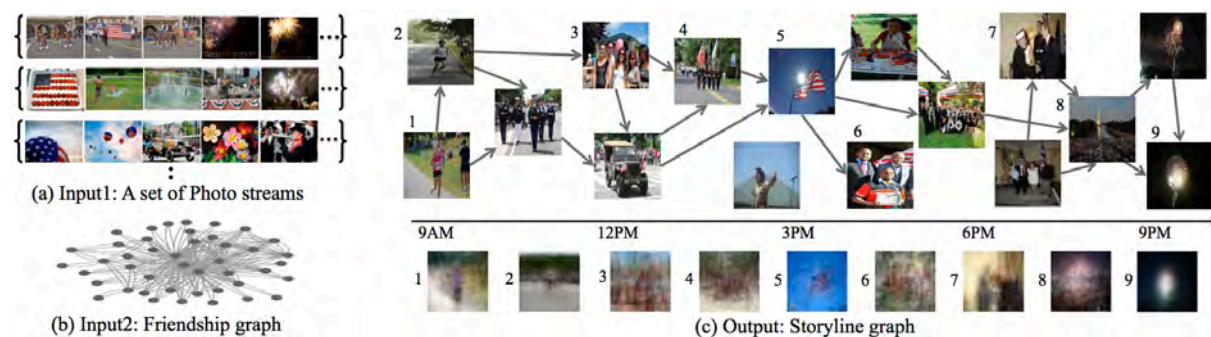 (a) Input1: A set of Photo streams
(b) Input2: Friendship graph
2
3
4
5
7
1
6
8
9
9AM
12PM
3PM
6PM
9PM
1
2
3
4
5
6
7
8
9
(c) Output: Storyline graph